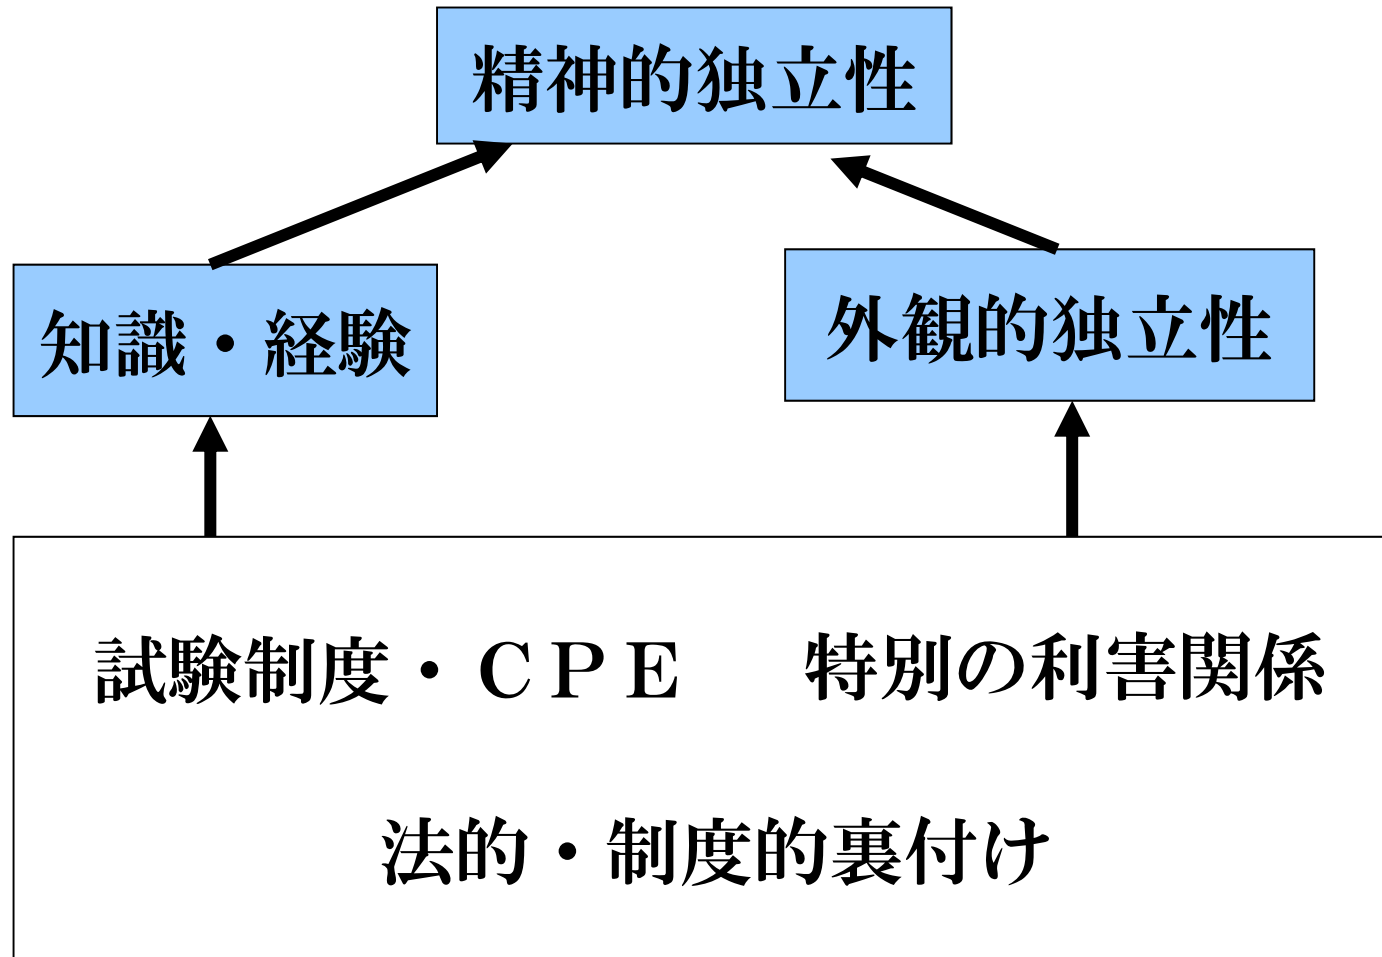 精神的独立性
知識・経験
外観的独立性
試験制度・ＣＰＥ　　特別の利害関係
法的・制度的裏付け